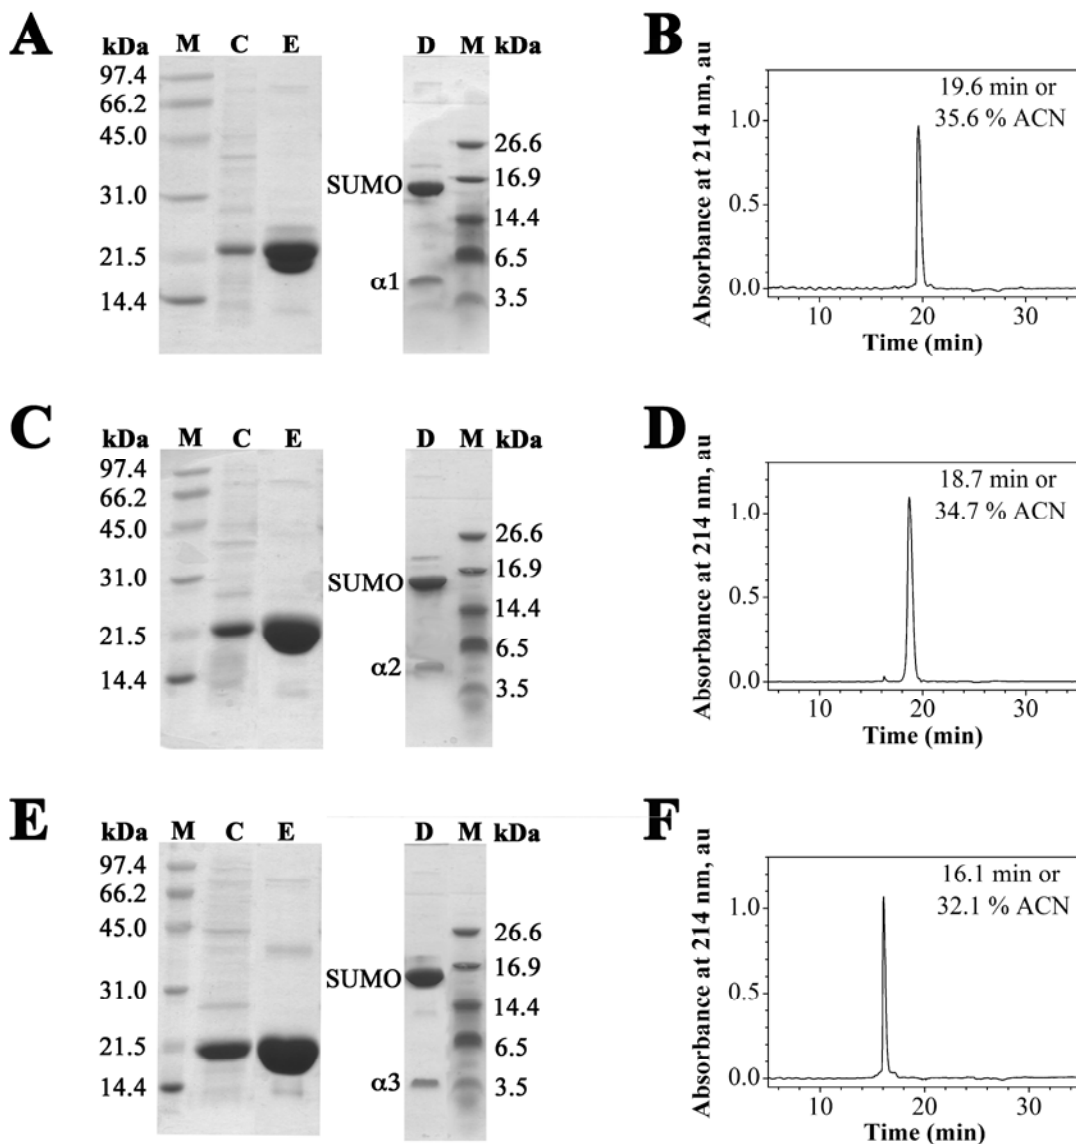 A
kDa M C E
97.4
66.2
45.0
31.0
21.5
14.4
D M kDa
SUMO
α1
26.6
16.9
14.4
6.5
3.5
B
Absorbance at 214 nm, au
1.0
0.5
0.0
19.6 min or
35.6 % ACN
10 20 30
Time (min)
C
kDa M C E
97.4
66.2
45.0
31.0
21.5
14.4
D M kDa
SUMO
α2
26.6
16.9
14.4
6.5
3.5
D
Absorbance at 214 nm, au
1.0
0.5
0.0
18.7 min or
34.7 % ACN
10 20 30
Time (min)
E
kDa M C E
97.4
66.2
45.0
31.0
21.5
14.4
D M kDa
SUMO
α3
26.6
16.9
14.4
6.5
3.5
F
Absorbance at 214 nm, au
1.0
0.5
0.0
16.1 min or
32.1 % ACN
10 20 30
Time (min)